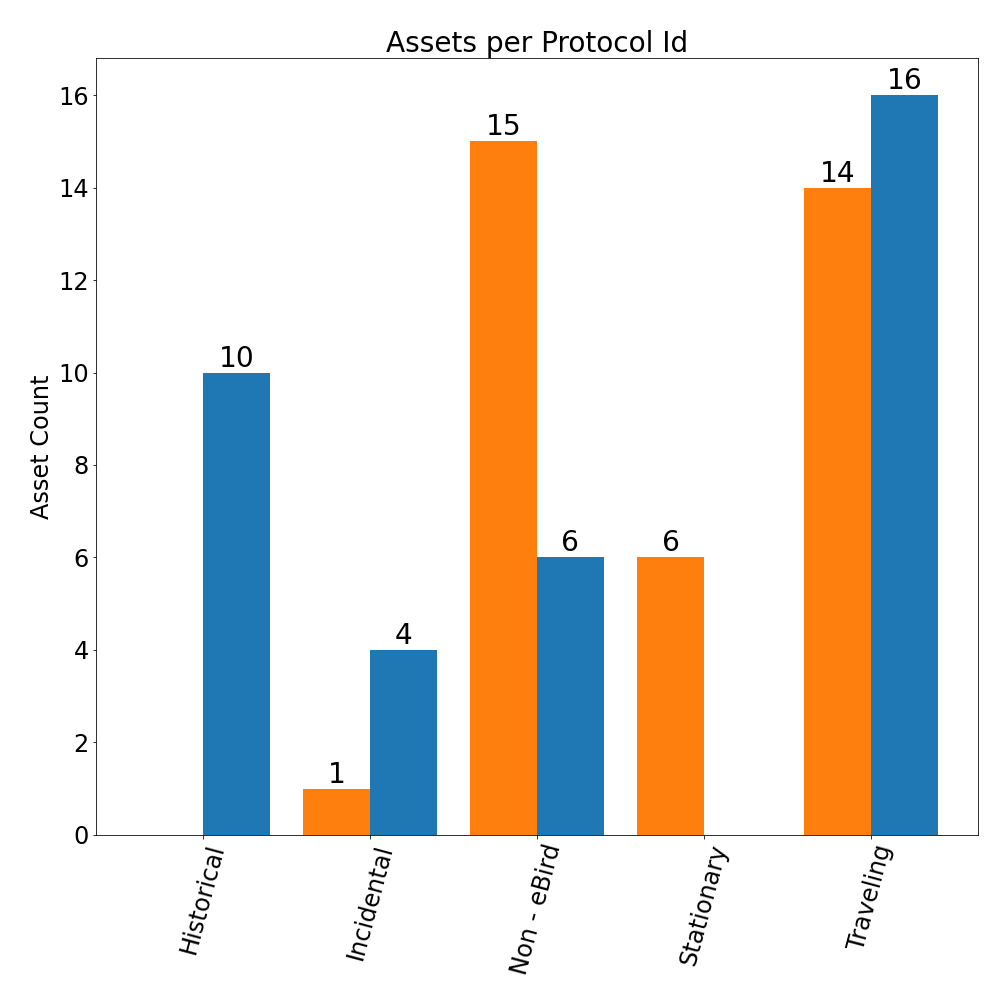 Assets per Protocol Id
Asset Count
16
14
12
10
8
6
4
2
0
10
1
4
15
6
6
14
16
Historical
Incidental
Non - eBird
Stationary
Traveling